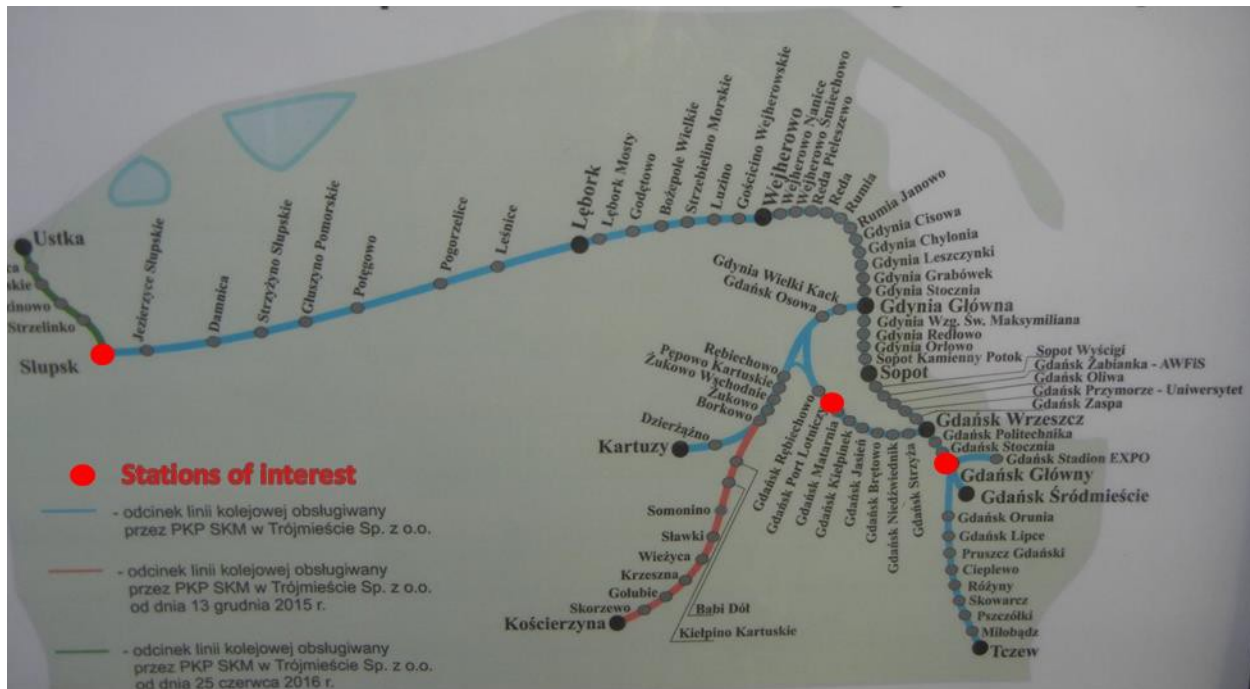 Ustka
skie
Strzelinko
Słupsk
Jezierzyce Słupskie
Damnica
Strzyżyno Słupskie
Głuszyno Pomorskie
Potęgowo
Pogorzelice
Leśnice
Lębork
Lębork Mosty
Godętowo
Bożepole Wielkie
Strzebielino Morskie
Luzino
Gościcino Wejherowskie
Wejherowo
Wejherowo Nanice
Wejherowo Śmiechowo
Reda Pieleszewo
Reda
Rumia
Rumia Janowo
Gdynia Cisowa
Gdynia Chylonia
Gdynia Leszczynki
Gdynia Grabówek
Gdynia Stocznia
Gdynia Główna
Gdynia Wzg. Św. Maksymiliana
Gdynia Redłowo
Gdynia Orłowo
Sopot Kamienny Potok
Sopot
Sopot Wyścigi
Gdańsk Żabianka - AWFiS
Gdańsk Oliwa
Gdańsk Przymorze - Uniwersytet
Gdańsk Zaspa
Gdańsk Wrzeszcz
Gdańsk Politechnika
Gdańsk Stocznia
Gdańsk Stadion EXPO
Gdańsk Główny
Gdańsk Śródmieście
Gdańsk Orunia
Gdańsk Lipce
Pruszcz Gdański
Cieplewo
Różyny
Skowarcz
Pszczółki
Miłobądz
Tczew
Gdynia Wielki Kack
Gdańsk Osowa
Rębiechowo
Pępowo Kartuskie
Żukowo Wschodnie
Żukowo
Borkowo
Dzierżążno
Kartuzy
Gdańsk Rębiechowo
Gdańsk Port Lotniczy
Gdańsk Matarnia
Gdańsk Kiełpinek
Gdańsk Jasień
Gdańsk Brętowo
Gdańsk Niedźwiednik
Gdańsk Strzyża
Somonino
Sławki
Wieżyca
Krzeszna
Gołubie
Skorzewo
Kościerzyna
Babi Dół
Kiełpino Kartuskie
Stations of interest
- odcinek linii kolejowej obsługiwany
przez PKP SKM w Trójmieście Sp. z o.o.
- odcinek linii kolejowej obsługiwany
przez PKP SKM w Trójmieście Sp. z o.o.
od dnia 13 grudnia 2015 r.
- odcinek linii kolejowej obsługiwany
przez PKP SKM w Trójmieście Sp. z o.o.
od dnia 25 czerwca 2016 r.